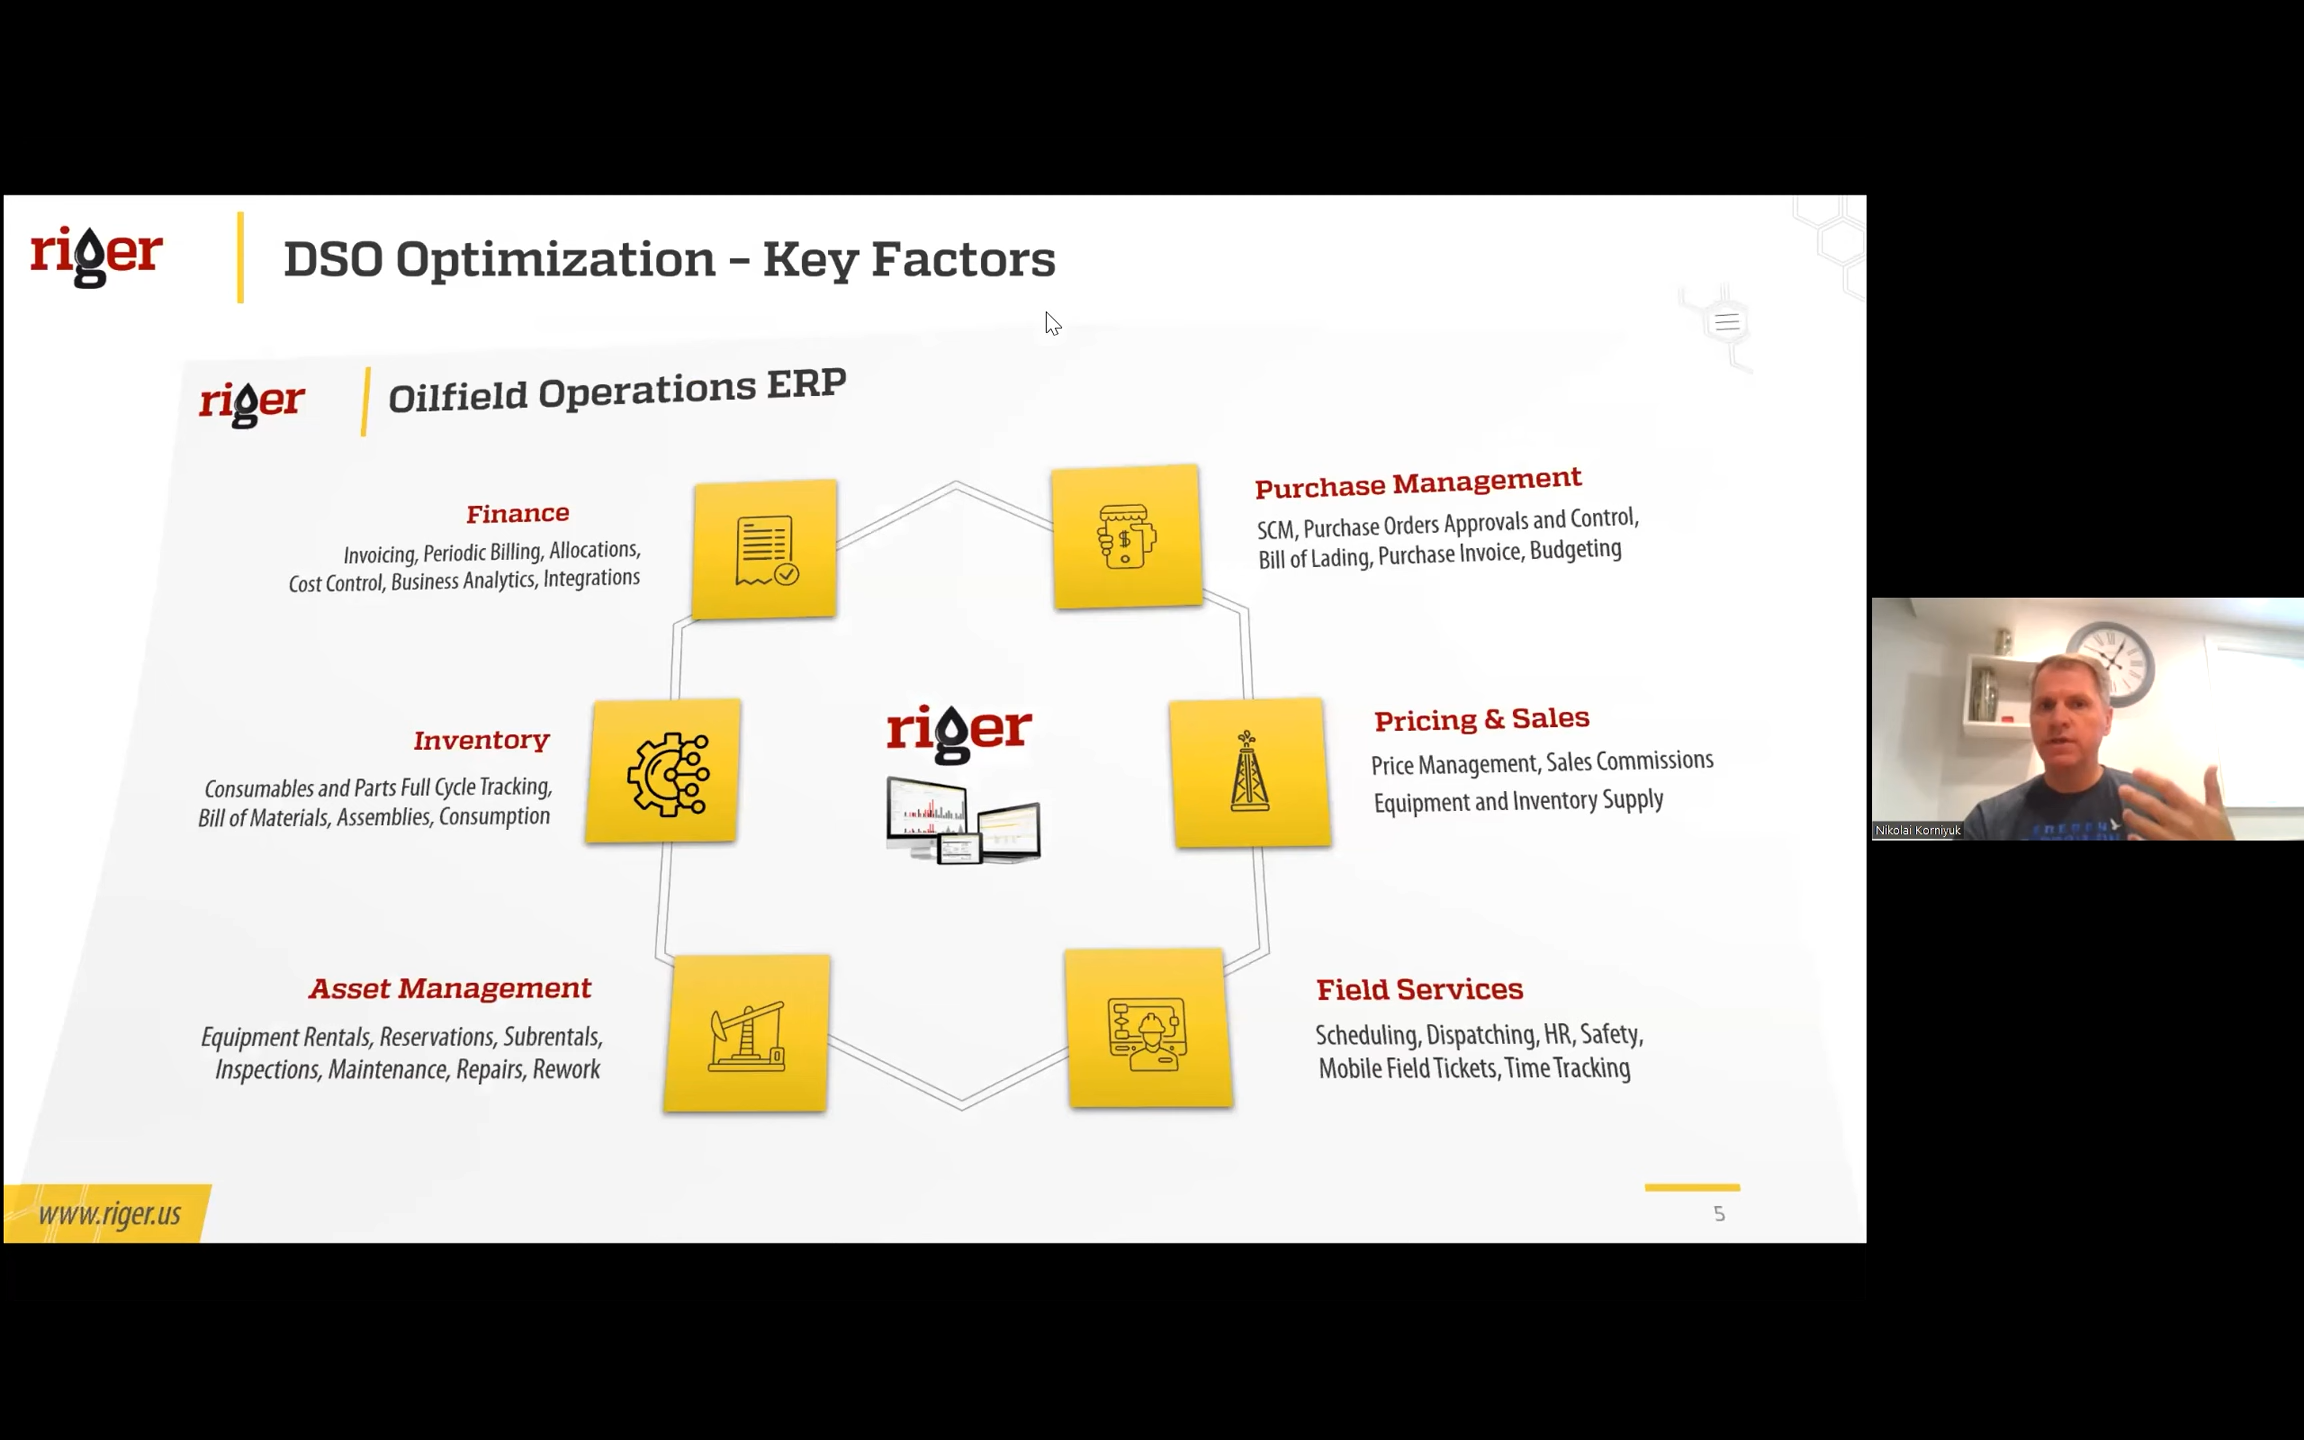 riger
DSO Optimization – Key Factors
riger
Oilfield Operations ERP
Finance
Invoicing, Periodic Billing, Allocations,
Cost Control, Business Analytics, Integrations
Purchase Management
SCM, Purchase Orders Approvals and Control,
Bill of Lading, Purchase Invoice, Budgeting
Inventory
Consumables and Parts Full Cycle Tracking,
Bill of Materials, Assemblies, Consumption
riger
Pricing & Sales
Price Management, Sales Commissions
Equipment and Inventory Supply
Asset Management
Equipment Rentals, Reservations, Subrentals,
Inspections, Maintenance, Repairs, Rework
Field Services
Scheduling, Dispatching, HR, Safety,
Mobile Field Tickets, Time Tracking
www.riger.us
5
Nikolai Korniyuk
ENERGY